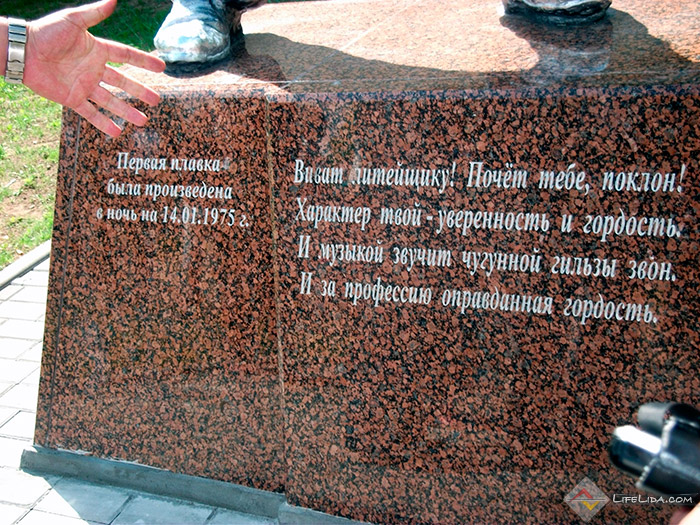 Первая плавка
была произведена
в ночь на 14.01.1975 г.
Виват литейщику! Почёт тебе, поклон!
Характер твой - уверенность и гордость.
И музыкой звучит чугунной гильзы звон.
И за профессию оправданная гордость.
LifeLida.com